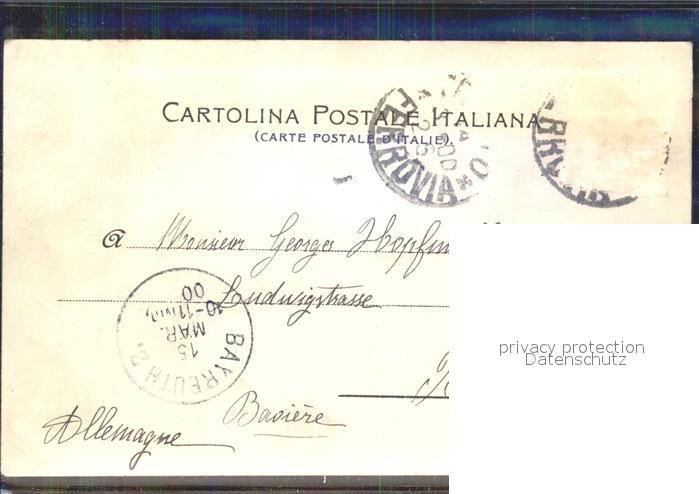 CARTOLINA POSTALE ITALIANA
(CARTE POSTALE D'ITALIE).
FERROVIA
a Monsieur Georges
Ludwigstrasse
BAYREUTH
15
MAR.
10-11
00
Bavière
Allemagne
privacy protection
Datenschutz